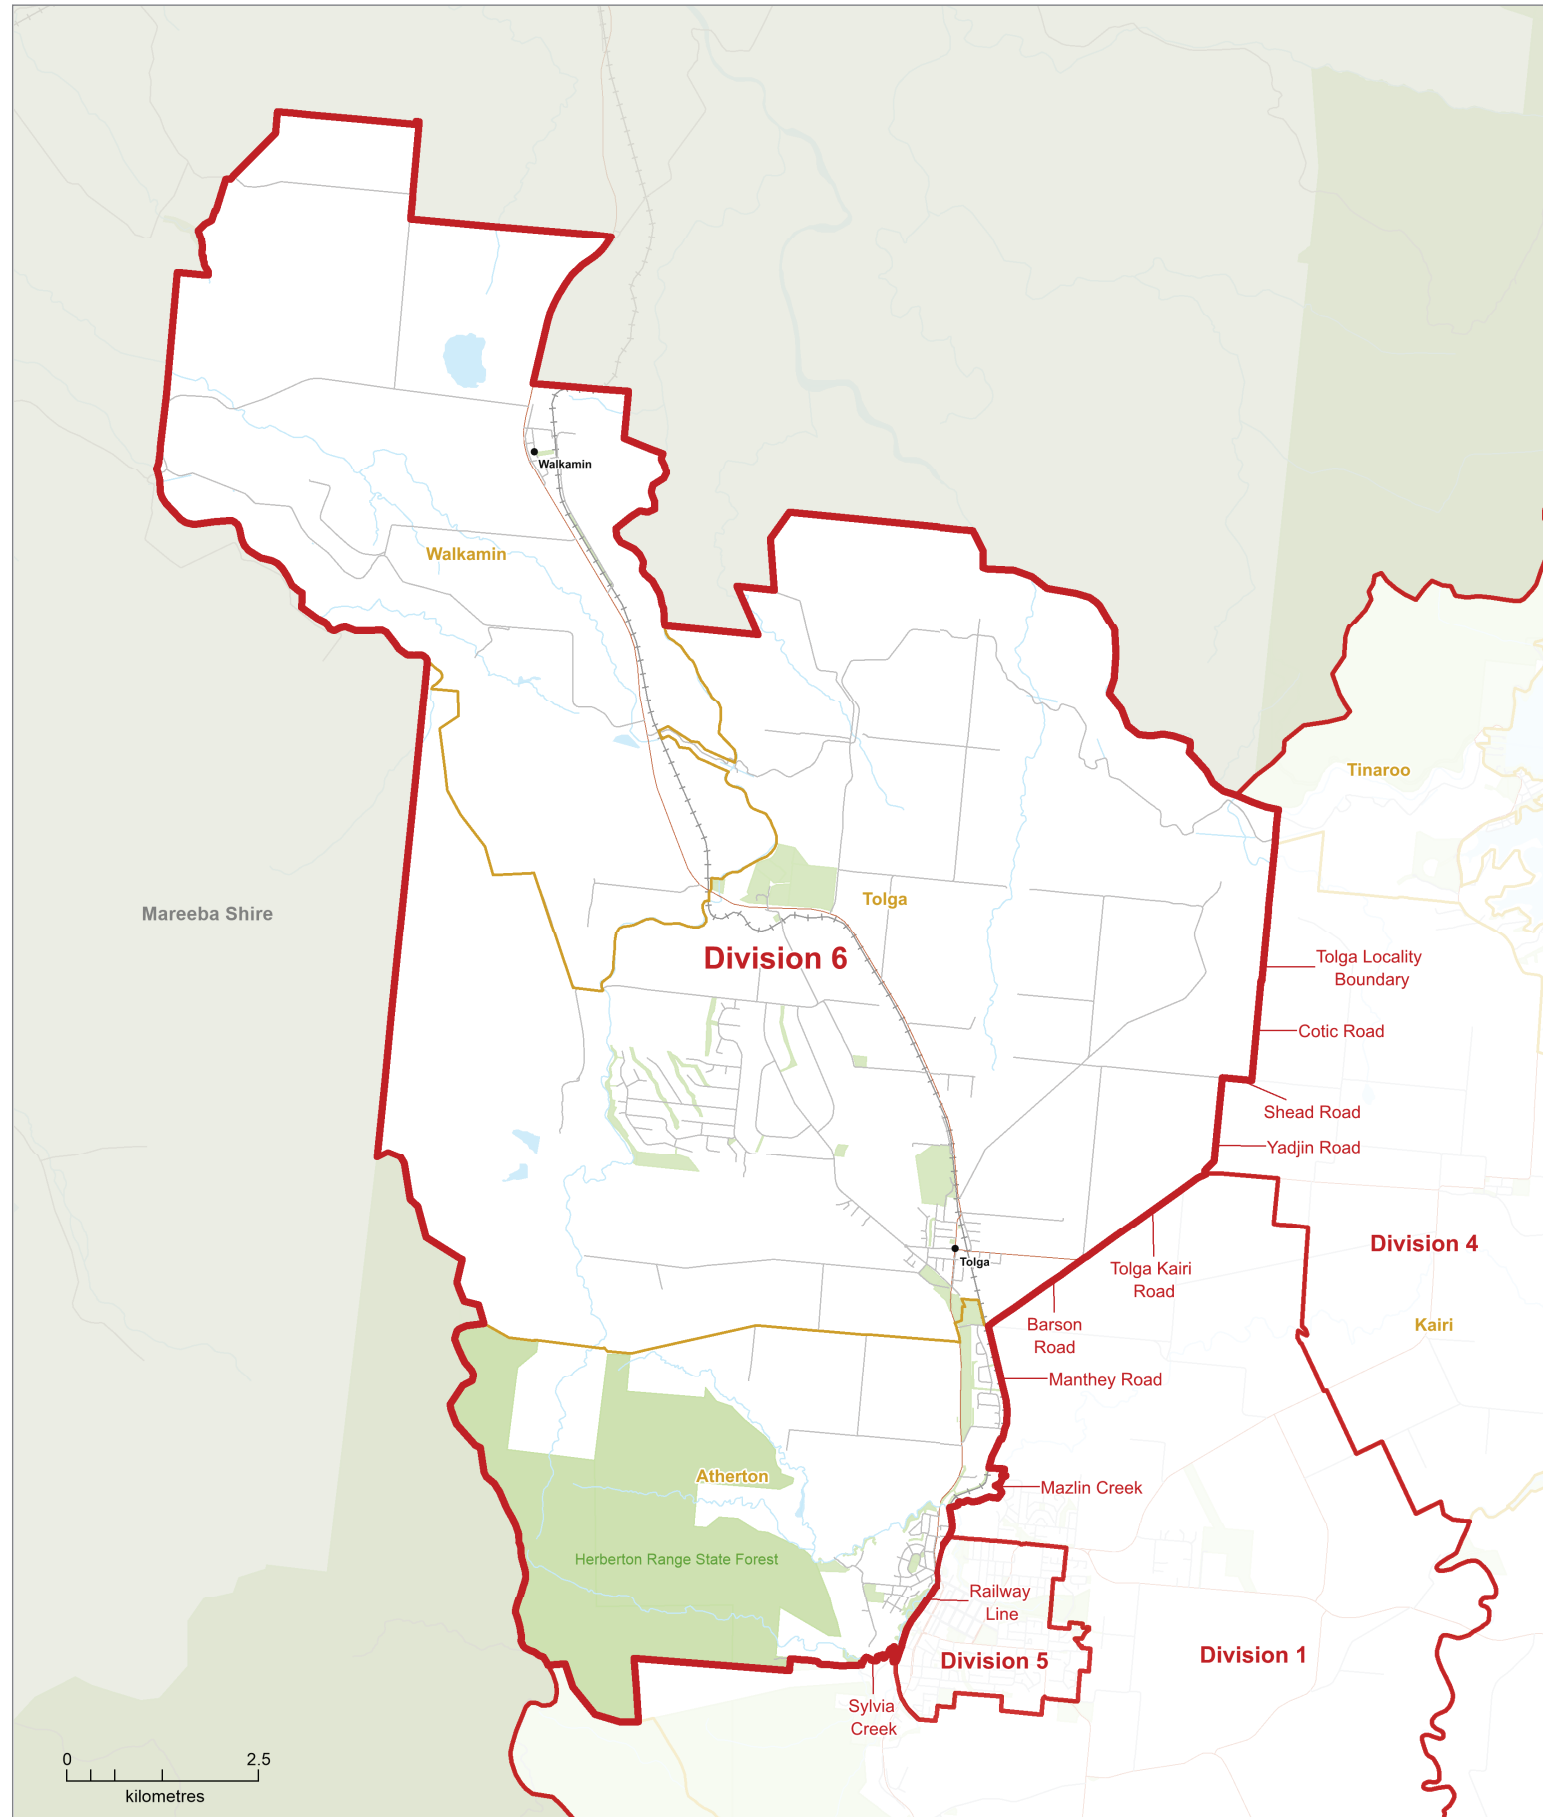 Walkamin
Walkamin
Tinaroo
Tolga
Mareeba Shire
Division 6
Tolga Locality
Boundary
Cotic Road
Shead Road
Yadjin Road
Division 4
Tolga
Tolga Kairi
Road
Barson
Road
Kairi
Manthey Road
Atherton
Mazlin Creek
Herberton Range State Forest
Railway
Line
Division 5
Division 1
Sylvia
Creek
0 2.5
kilometres